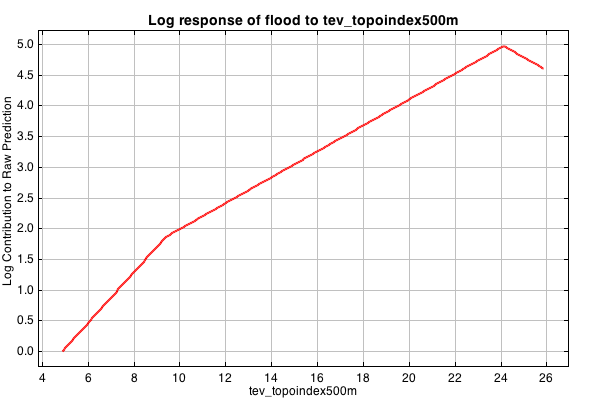 Log response of flood to tev_topoindex500m
Log Contribution to Raw Prediction
5.0
4.5
4.0
3.5
3.0
2.5
2.0
1.5
1.0
0.5
0.0
4 6 8 10 12 14 16 18 20 22 24 26
tev_topoindex500m